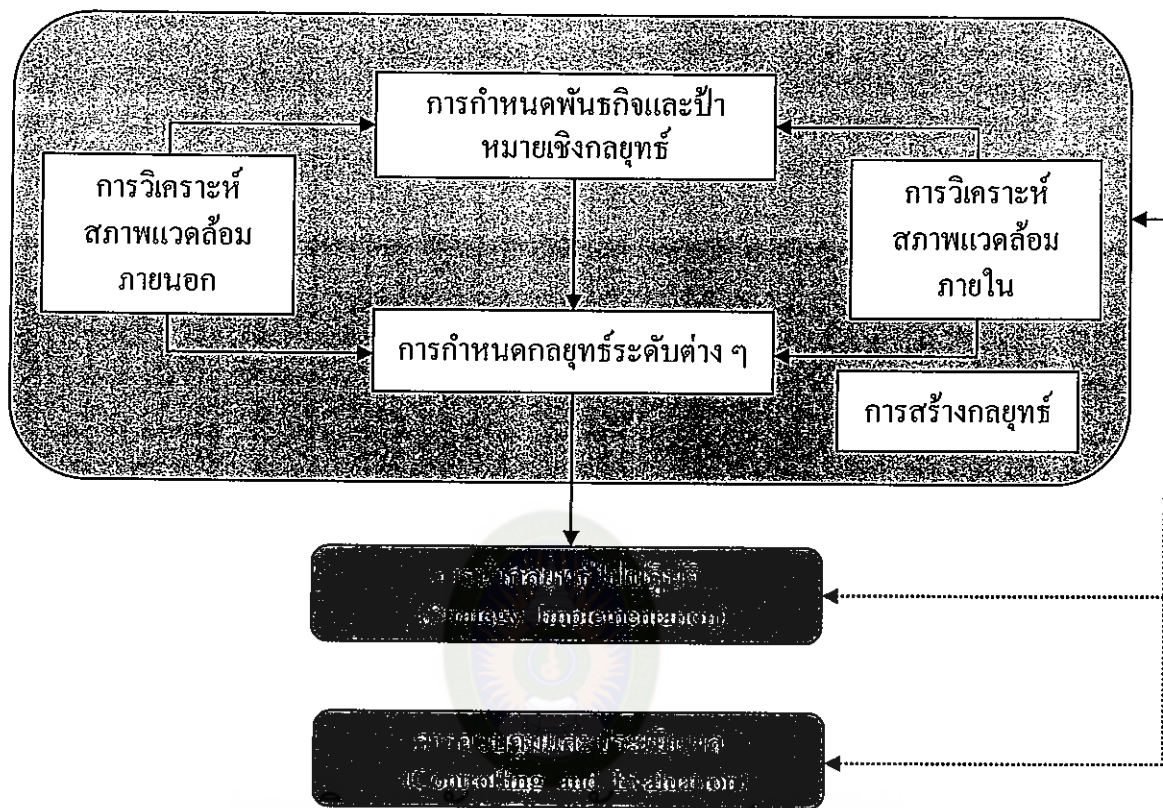 การกำหนดพันธกิจและป้า
หมายเชิงกลยุทธ์
การวิเคราะห์
สภาพแวดล้อม
ภายนอก
การวิเคราะห์
สภาพแวดล้อม
ภายใน
การกำหนดกลยุทธ์ระดับต่าง ๆ
การสร้างกลยุทธ์
(Strategy Implementation)
(Controlling and Evaluation)